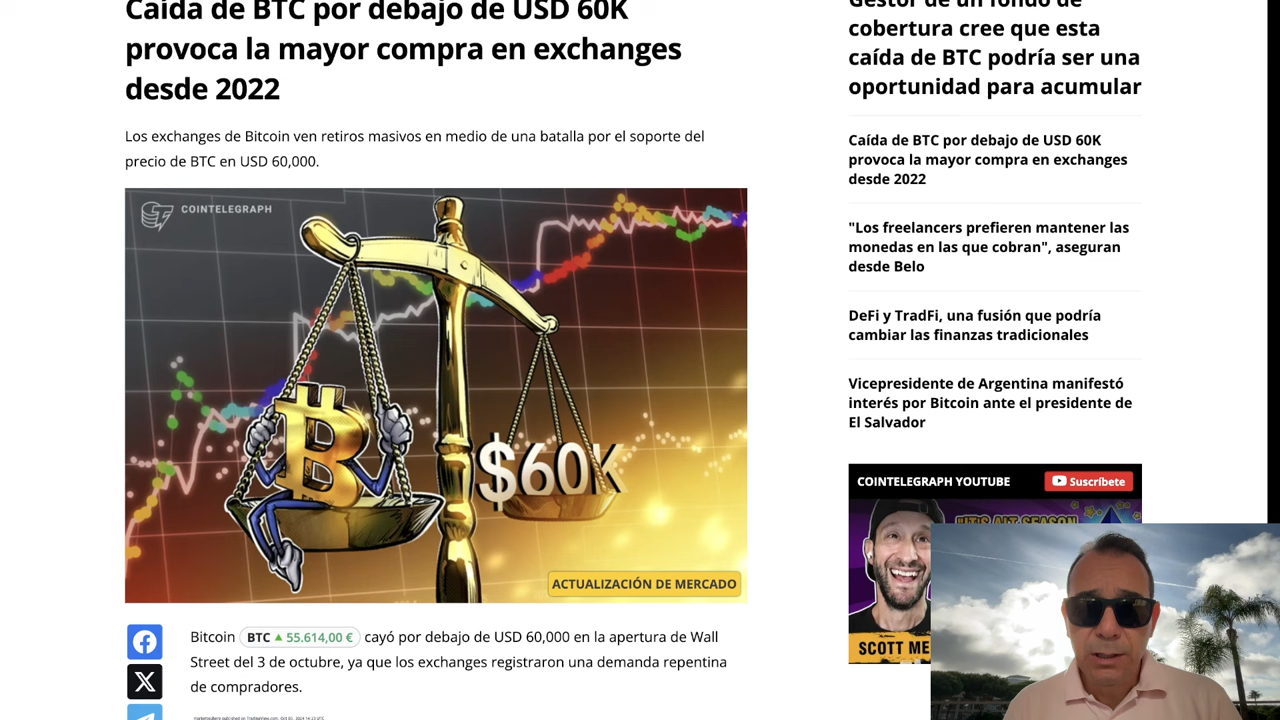 Caída de BTC por debajo de USD 60K
provoca la mayor compra en exchanges
desde 2022
Los exchanges de Bitcoin ven retiros masivos en medio de una batalla por el soporte del
precio de BTC en USD 60,000.
COINTELEGRAPH
$60K
ACTUALIZACIÓN DE MERCADO
Bitcoin BTC ▲ 55.614,00 € cayó por debajo de USD 60,000 en la apertura de Wall
Street del 3 de octubre, ya que los exchanges registraron una demanda repentina
de compradores.
Gestor de un fondo de
cobertura cree que esta
caída de BTC podría ser una
oportunidad para acumular
Caída de BTC por debajo de USD 60K
provoca la mayor compra en exchanges
desde 2022
"Los freelancers prefieren mantener las
monedas en las que cobran", aseguran
desde Belo
DeFi y TradFi, una fusión que podría
cambiar las finanzas tradicionales
Vicepresidente de Argentina manifestó
interés por Bitcoin ante el presidente de
El Salvador
COINTELEGRAPH YOUTUBE
Suscríbete
"IT'S ALT SEASON
SCOTT ME